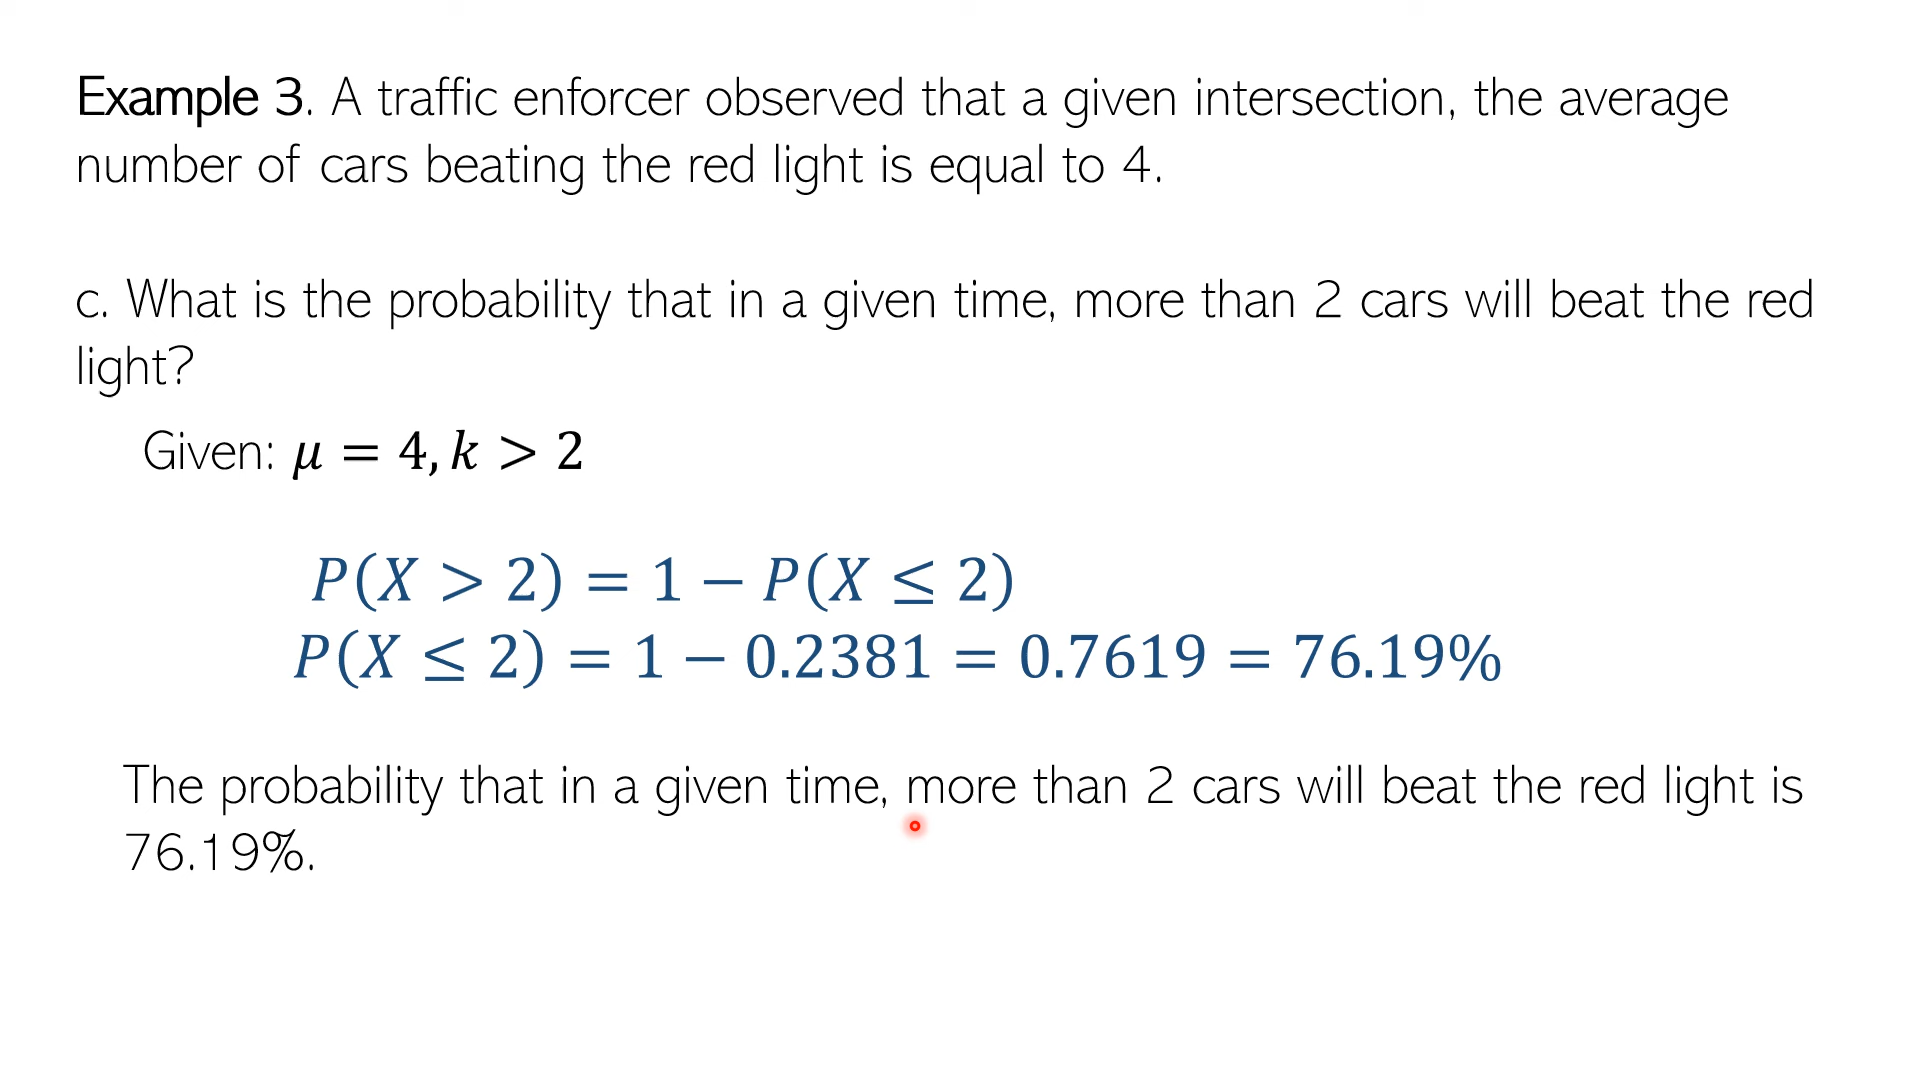 Example 3. A traffic enforcer observed that a given intersection, the average
number of cars beating the red light is equal to 4.
c. What is the probability that in a given time, more than 2 cars will beat the red
light?
Given: μ = 4, k > 2
P(X > 2) = 1 − P(X ≤ 2)
P(X ≤ 2) = 1 − 0.2381 = 0.7619 = 76.19%
The probability that in a given time, more than 2 cars will beat the red light is
76.19%.